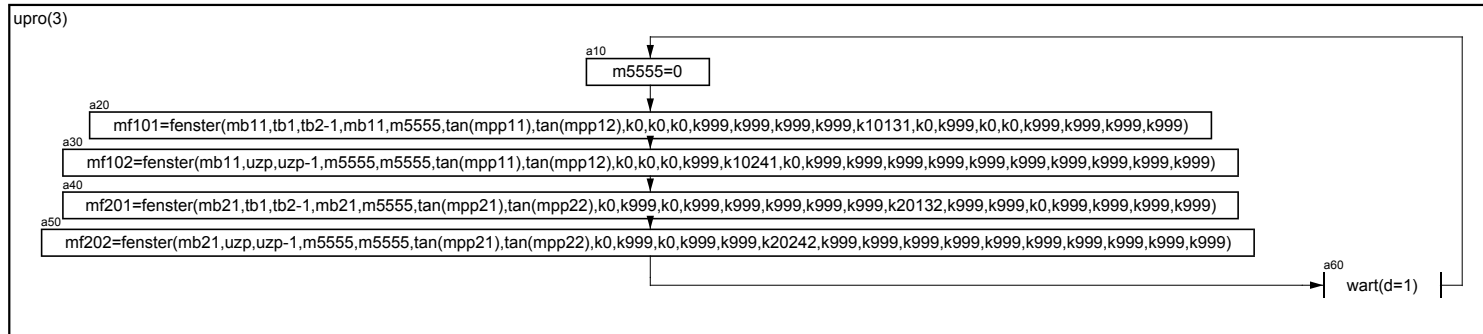 upro(3)
a10
m5555=0
a20
mf101=fenster(mb11,tb1,tb2-1,mb11,m5555,tan(mpp11),tan(mpp12),k0,k0,k0,k999,k999,k999,k999,k10131,k0,k999,k0,k0,k999,k999,k999,k999)
a30
mf102=fenster(mb11,uzp,uzp-1,m5555,m5555,tan(mpp11),tan(mpp12),k0,k0,k0,k999,k10241,k0,k999,k999,k999,k999,k999,k999,k999,k999,k999)
a40
mf201=fenster(mb21,tb1,tb2-1,mb21,m5555,tan(mpp21),tan(mpp22),k0,k999,k0,k999,k999,k999,k999,k999,k20132,k999,k999,k0,k999,k999,k999,k999)
a50
mf202=fenster(mb21,uzp,uzp-1,m5555,m5555,tan(mpp21),tan(mpp22),k0,k999,k0,k999,k999,k20242,k999,k999,k999,k999,k999,k999,k999,k999,k999,k999)
a60
wart(d=1)